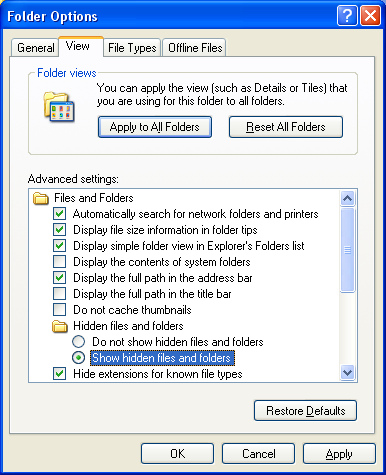 Folder Options
General
View
File Types
Offline Files
Folder views
You can apply the view (such as Details or Tiles) that
you are using for this folder to all folders.
Apply to All Folders
Reset All Folders
Advanced settings:
Files and Folders
Automatically search for network folders and printers
Display file size information in folder tips
Display simple folder view in Explorer's Folders list
Display the contents of system folders
Display the full path in the address bar
Display the full path in the title bar
Do not cache thumbnails
Hidden files and folders
Do not show hidden files and folders
Show hidden files and folders
Hide extensions for known file types
Restore Defaults
OK
Cancel
Apply